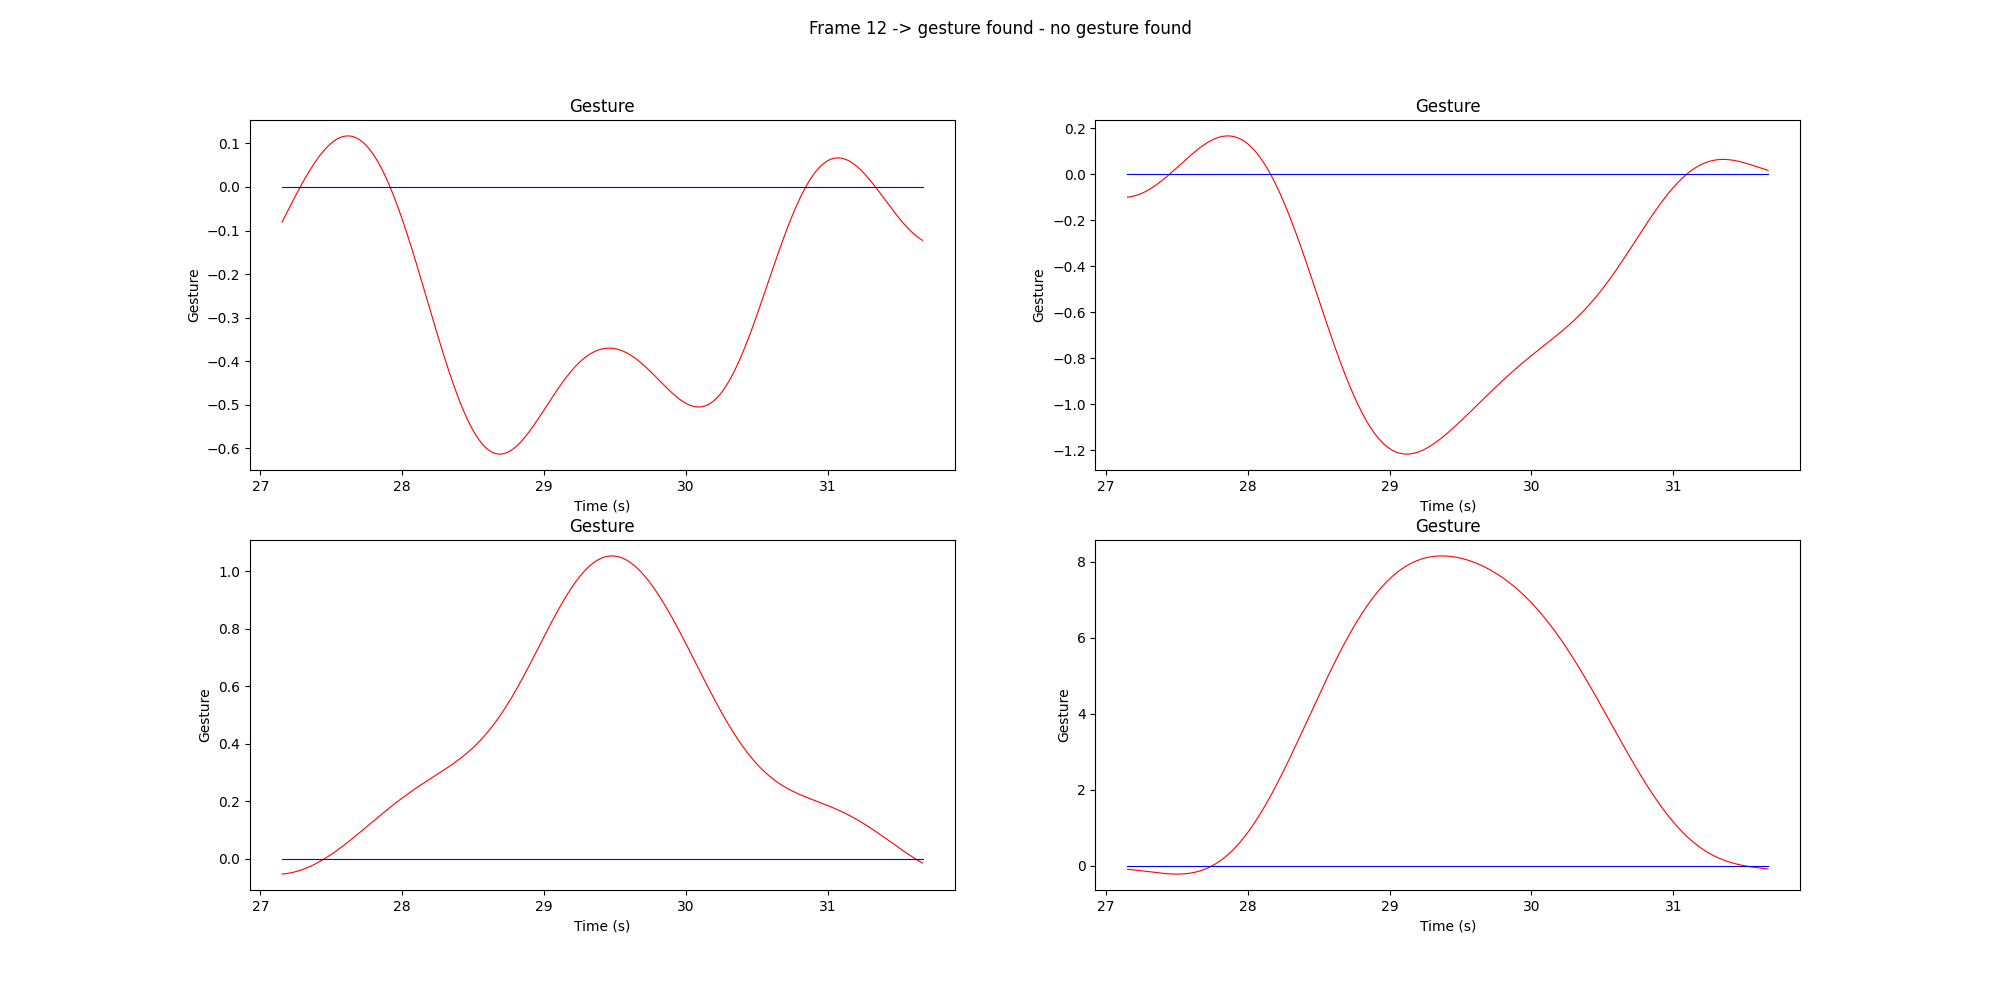 Frame 12 -> gesture found - no gesture found
Gesture
0.1
0.0
−0.1
−0.2
−0.3
−0.4
−0.5
−0.6
Gesture
27 28 29 30 31
Time (s)
Gesture
0.2
0.0
−0.2
−0.4
−0.6
−0.8
−1.0
−1.2
Gesture
27 28 29 30 31
Time (s)
Gesture
1.0
0.8
0.6
0.4
0.2
0.0
Gesture
27 28 29 30 31
Time (s)
Gesture
8
6
4
2
0
Gesture
27 28 29 30 31
Time (s)